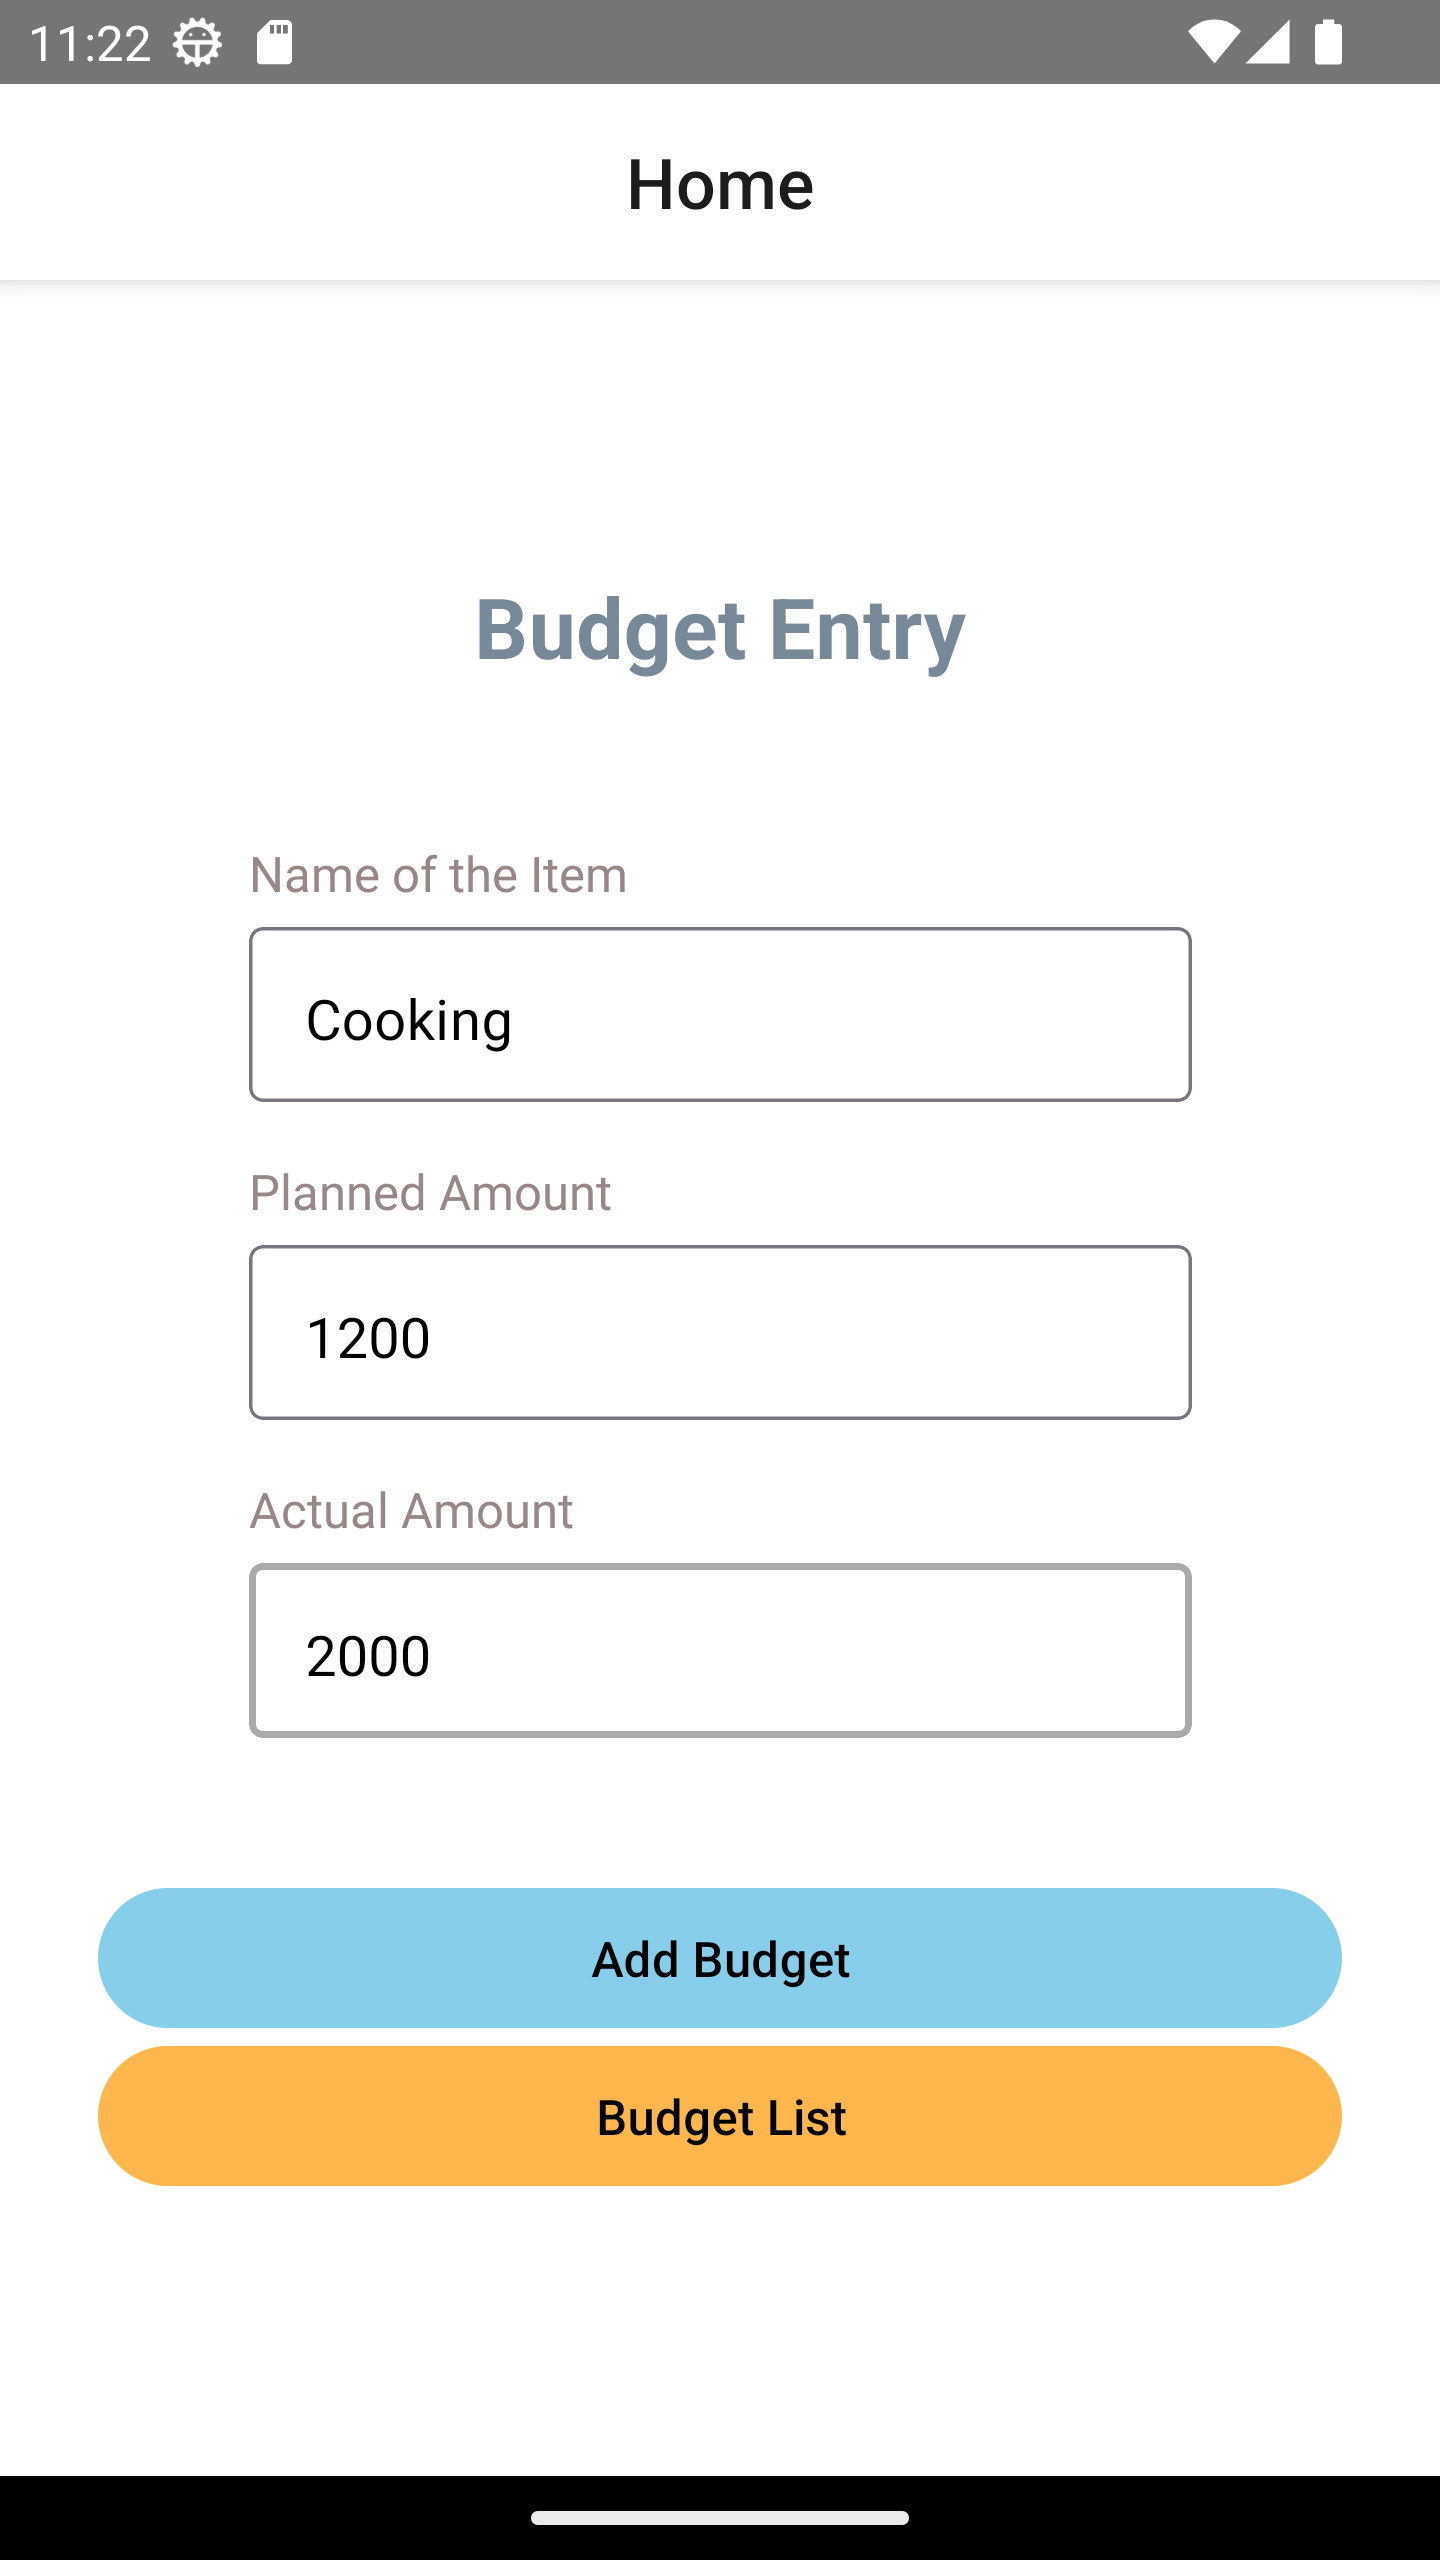 11:22
Home
Budget Entry
Name of the Item
Cooking
Planned Amount
1200
Actual Amount
2000
Add Budget
Budget List